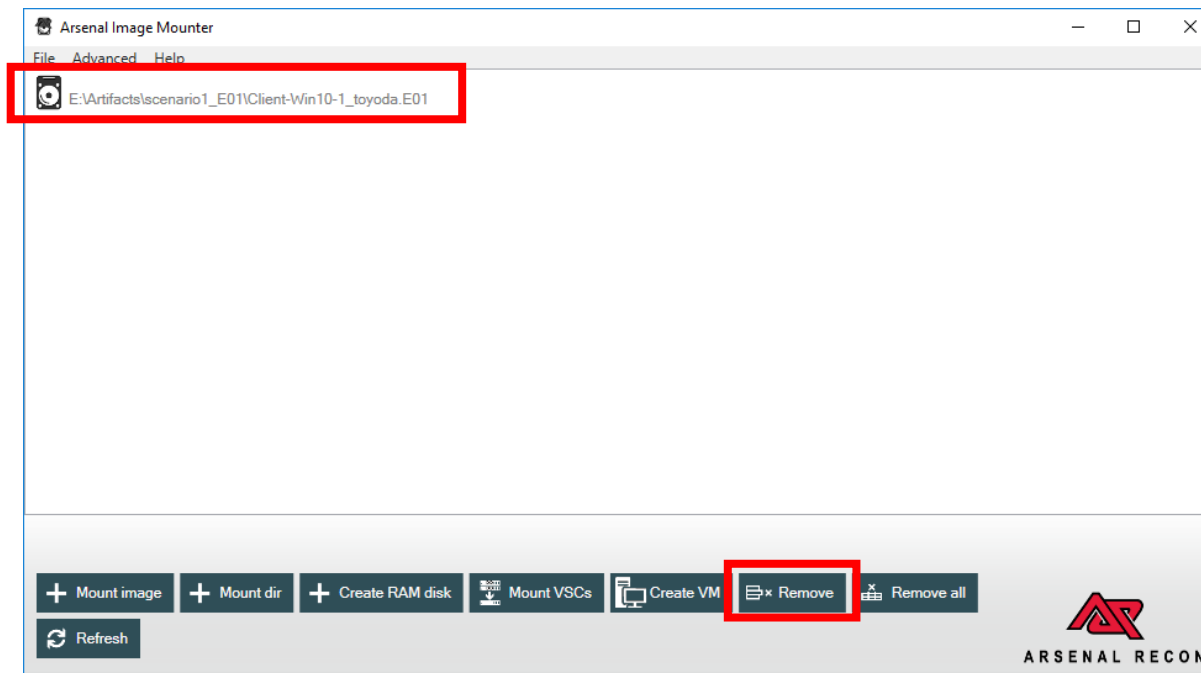 Arsenal Image Mounter
File Advanced Help
E:\Artifacts\scenario1_E01\Client-Win10-1_toyoda.E01
Mount image Mount dir Create RAM disk Mount VSCs Create VM Remove Remove all
Refresh
ARSENAL RECON